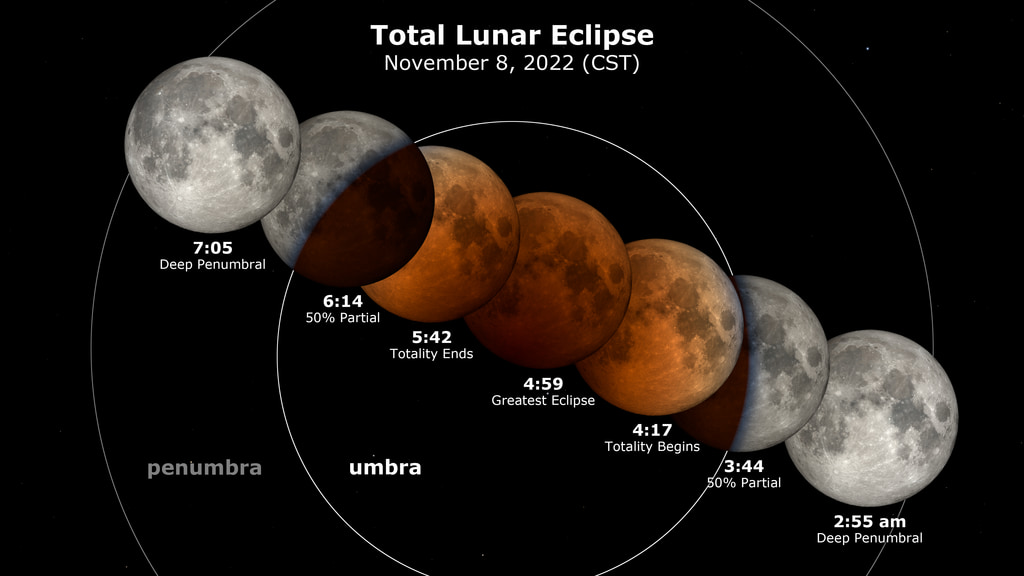 Total Lunar Eclipse
November 8, 2022 (CST)
7:05
Deep Penumbral
6:14
50% Partial
5:42
Totality Ends
4:59
Greatest Eclipse
4:17
Totality Begins
3:44
50% Partial
2:55 am
Deep Penumbral
penumbra
umbra